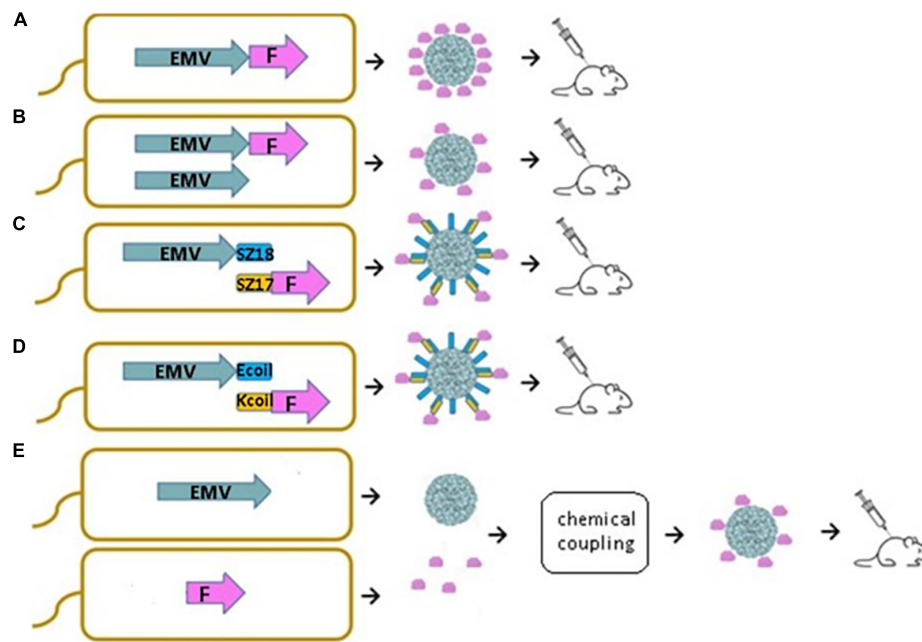 A
EMV F
B
EMV F
EMV
C
EMV SZ18
SZ17 F
D
EMV Ecoil
Kcoil F
E
EMV
chemical
coupling
F